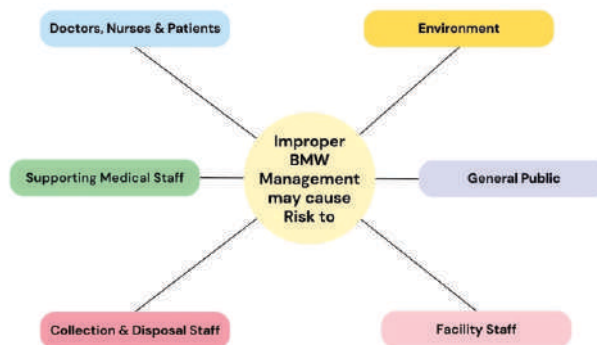 Doctors, Nurses & Patients
Environment
Improper
BMW
Management
may cause
Risk to
Supporting Medical Staff
General Public
Collection & Disposal Staff
Facility Staff